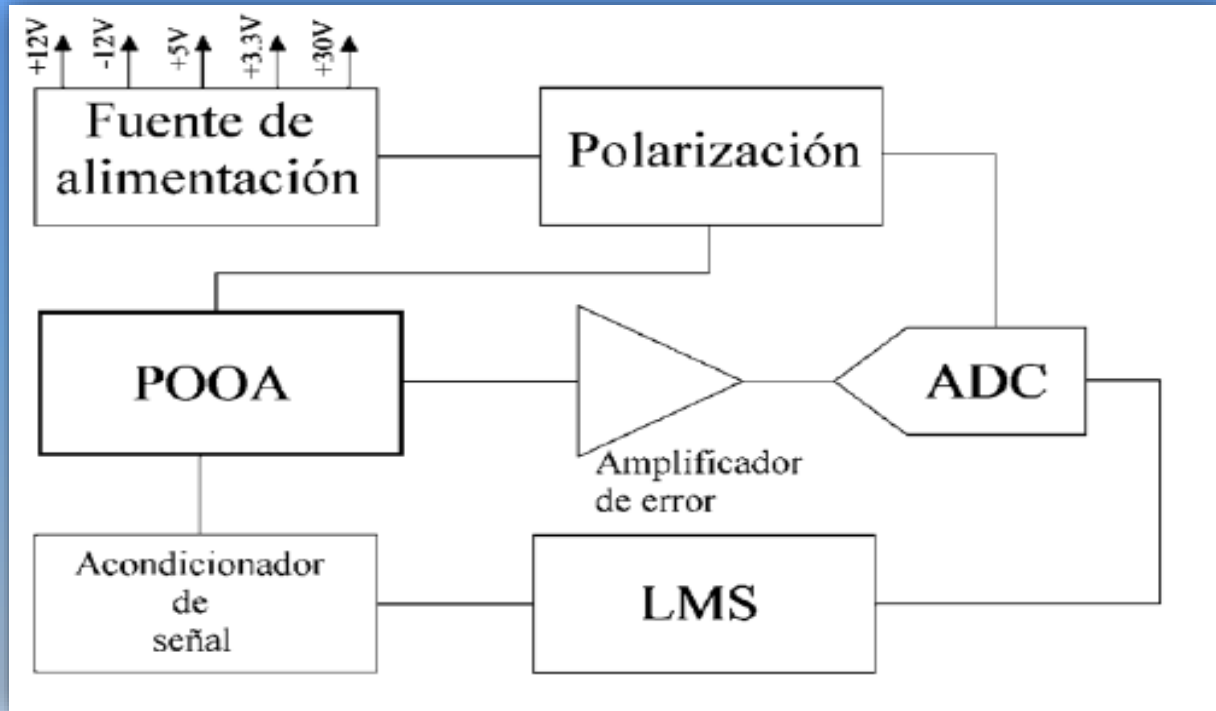 +12V
-12V
+5V
+3.3V
+30V
Fuente de
alimentación
Polarización
POOA
ADC
Amplificador
de error
Acondicionador
de
señal
LMS